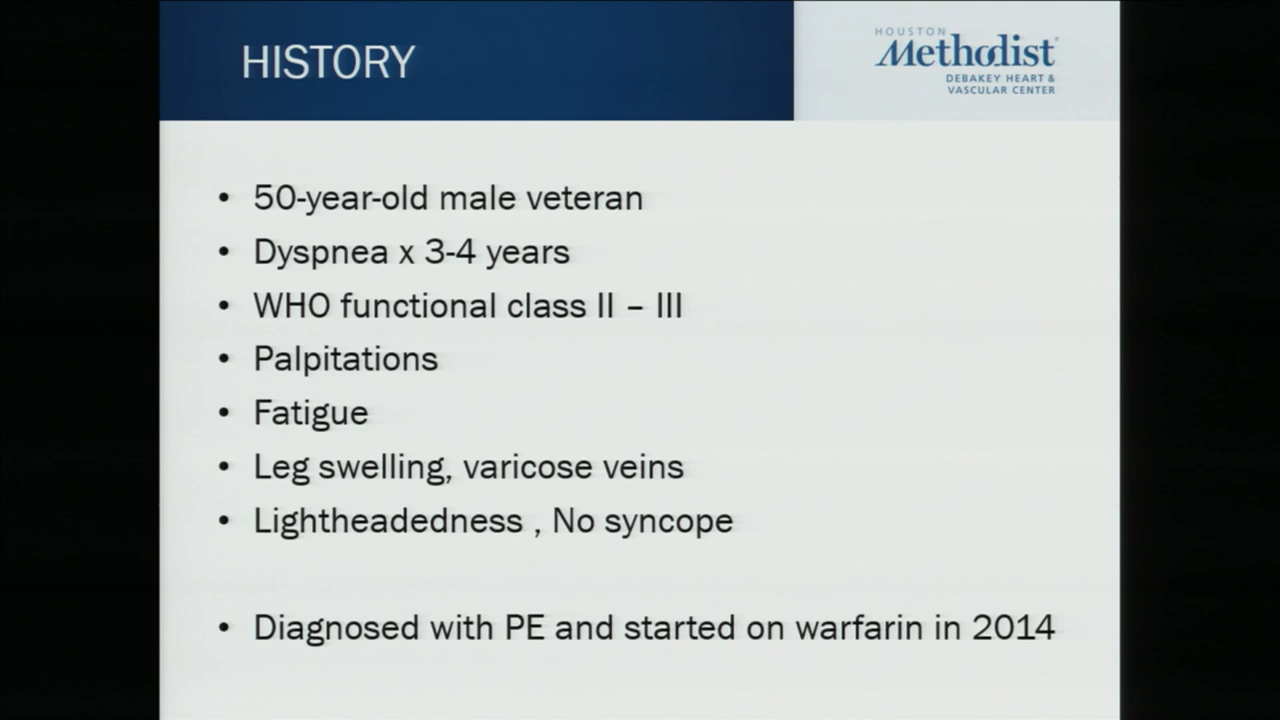 HISTORY
HOUSTON
Methodist
DEBAKEY HEART &
VASCULAR CENTER
• 50-year-old male veteran
• Dyspnea x 3-4 years
• WHO functional class II – III
• Palpitations
• Fatigue
• Leg swelling, varicose veins
• Lightheadedness , No syncope
• Diagnosed with PE and started on warfarin in 2014